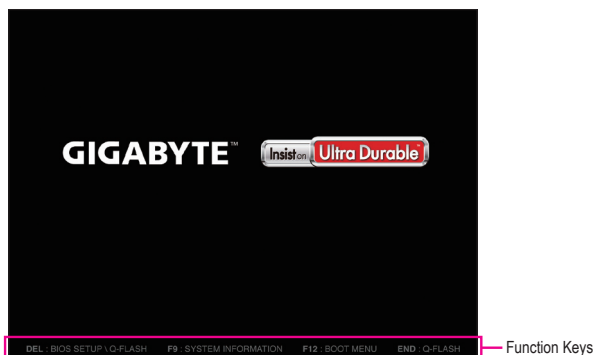 GIGABYTE™
Insist on Ultra Durable™
DEL : BIOS SETUP \ Q-FLASH F9 : SYSTEM INFORMATION F12 : BOOT MENU END : Q-FLASH
Function Keys